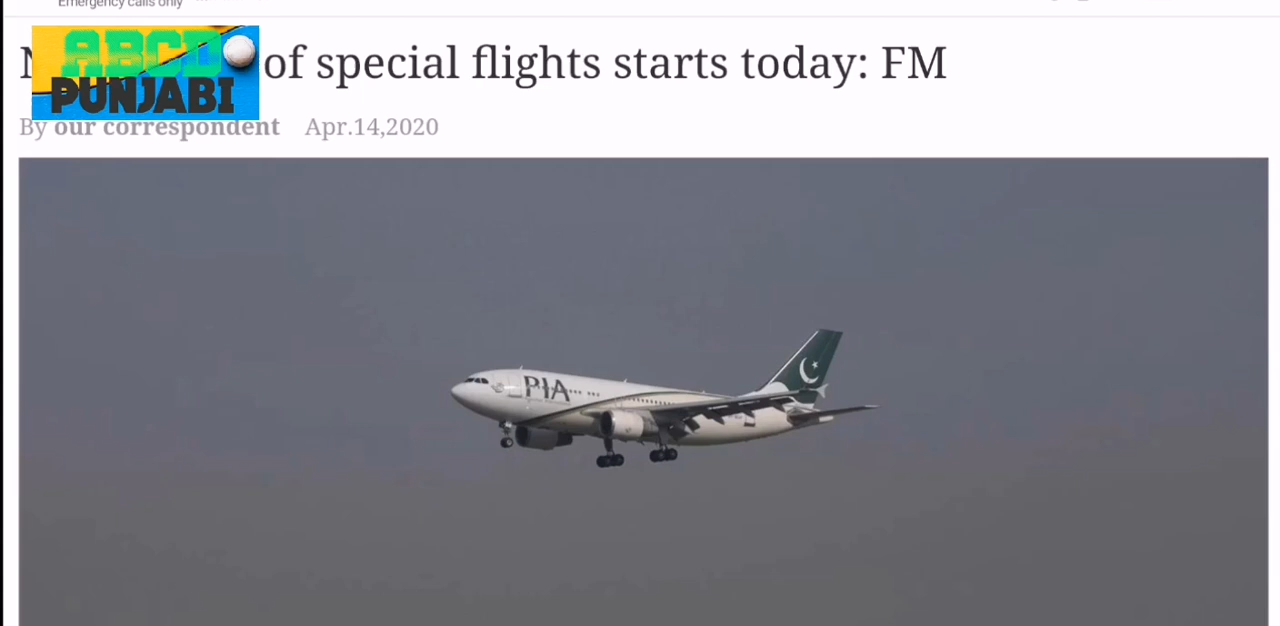 Emergency calls only
of special flights starts today: FM
ABCD
PUNJABI
By our correspondent Apr.14,2020
PIA